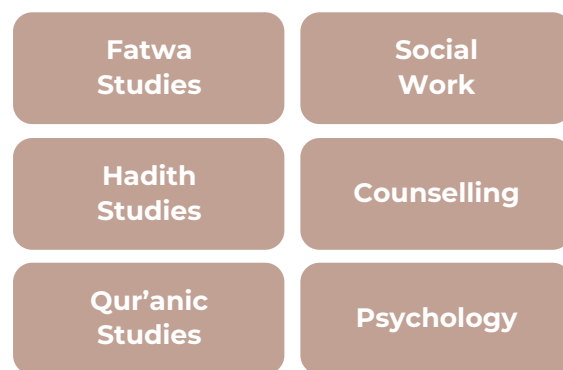 Fatwa
Studies
Social
Work
Hadith
Studies
Counselling
Qur’anic
Studies
Psychology